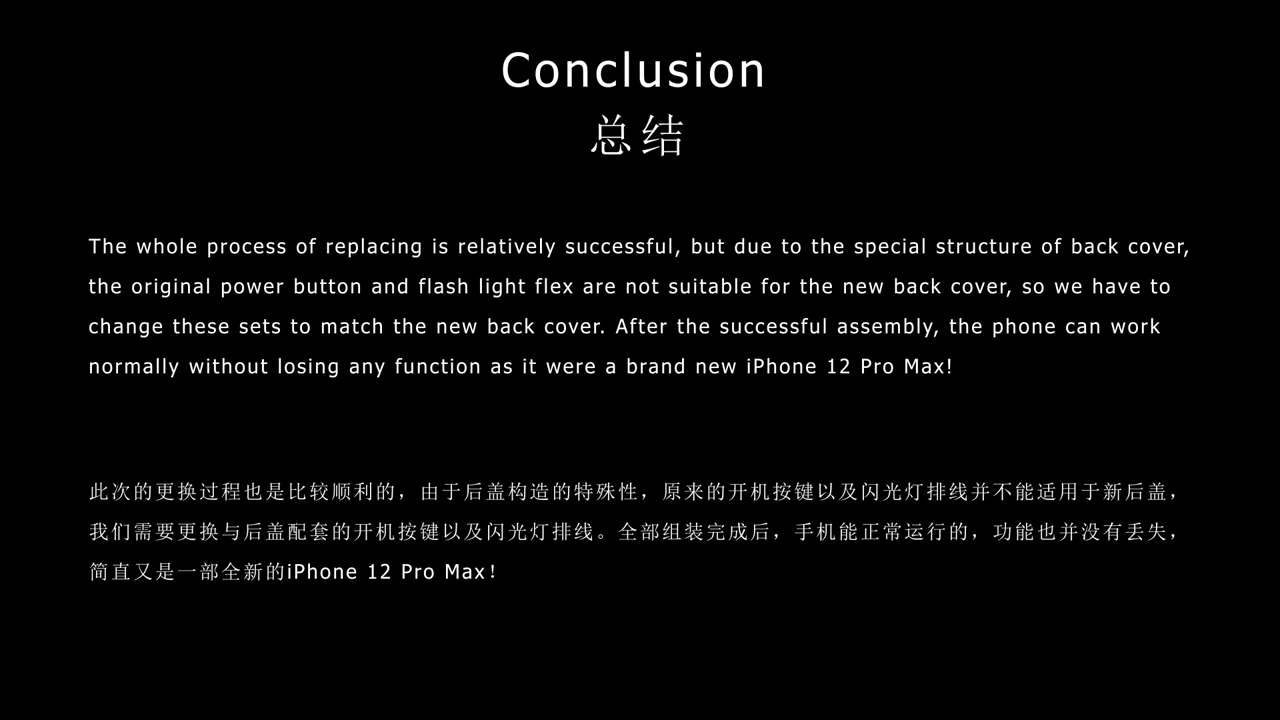 Conclusion
总结
The whole process of replacing is relatively successful, but due to the special structure of back cover,
the original power button and flash light flex are not suitable for the new back cover, so we have to
change these sets to match the new back cover. After the successful assembly, the phone can work
normally without losing any function as it were a brand new iPhone 12 Pro Max!
此次的更换过程也是比较顺利的，由于后盖构造的特殊性，原来的开机按键以及闪光灯排线并不能适用于新后盖，
我们需要更换与后盖配套的开机按键以及闪光灯排线。全部组装完成后，手机能正常运行的，功能也并没有丢失，
简直又是一部全新的iPhone 12 Pro Max！